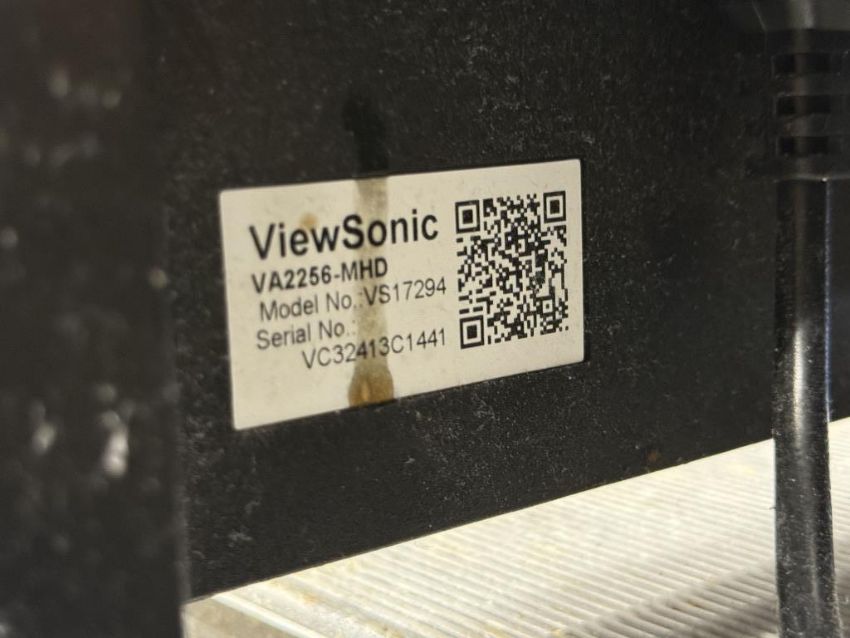 ViewSonic
VA2256-MHD
Model No.:VS17294
Serial No.:
VC32413C1441